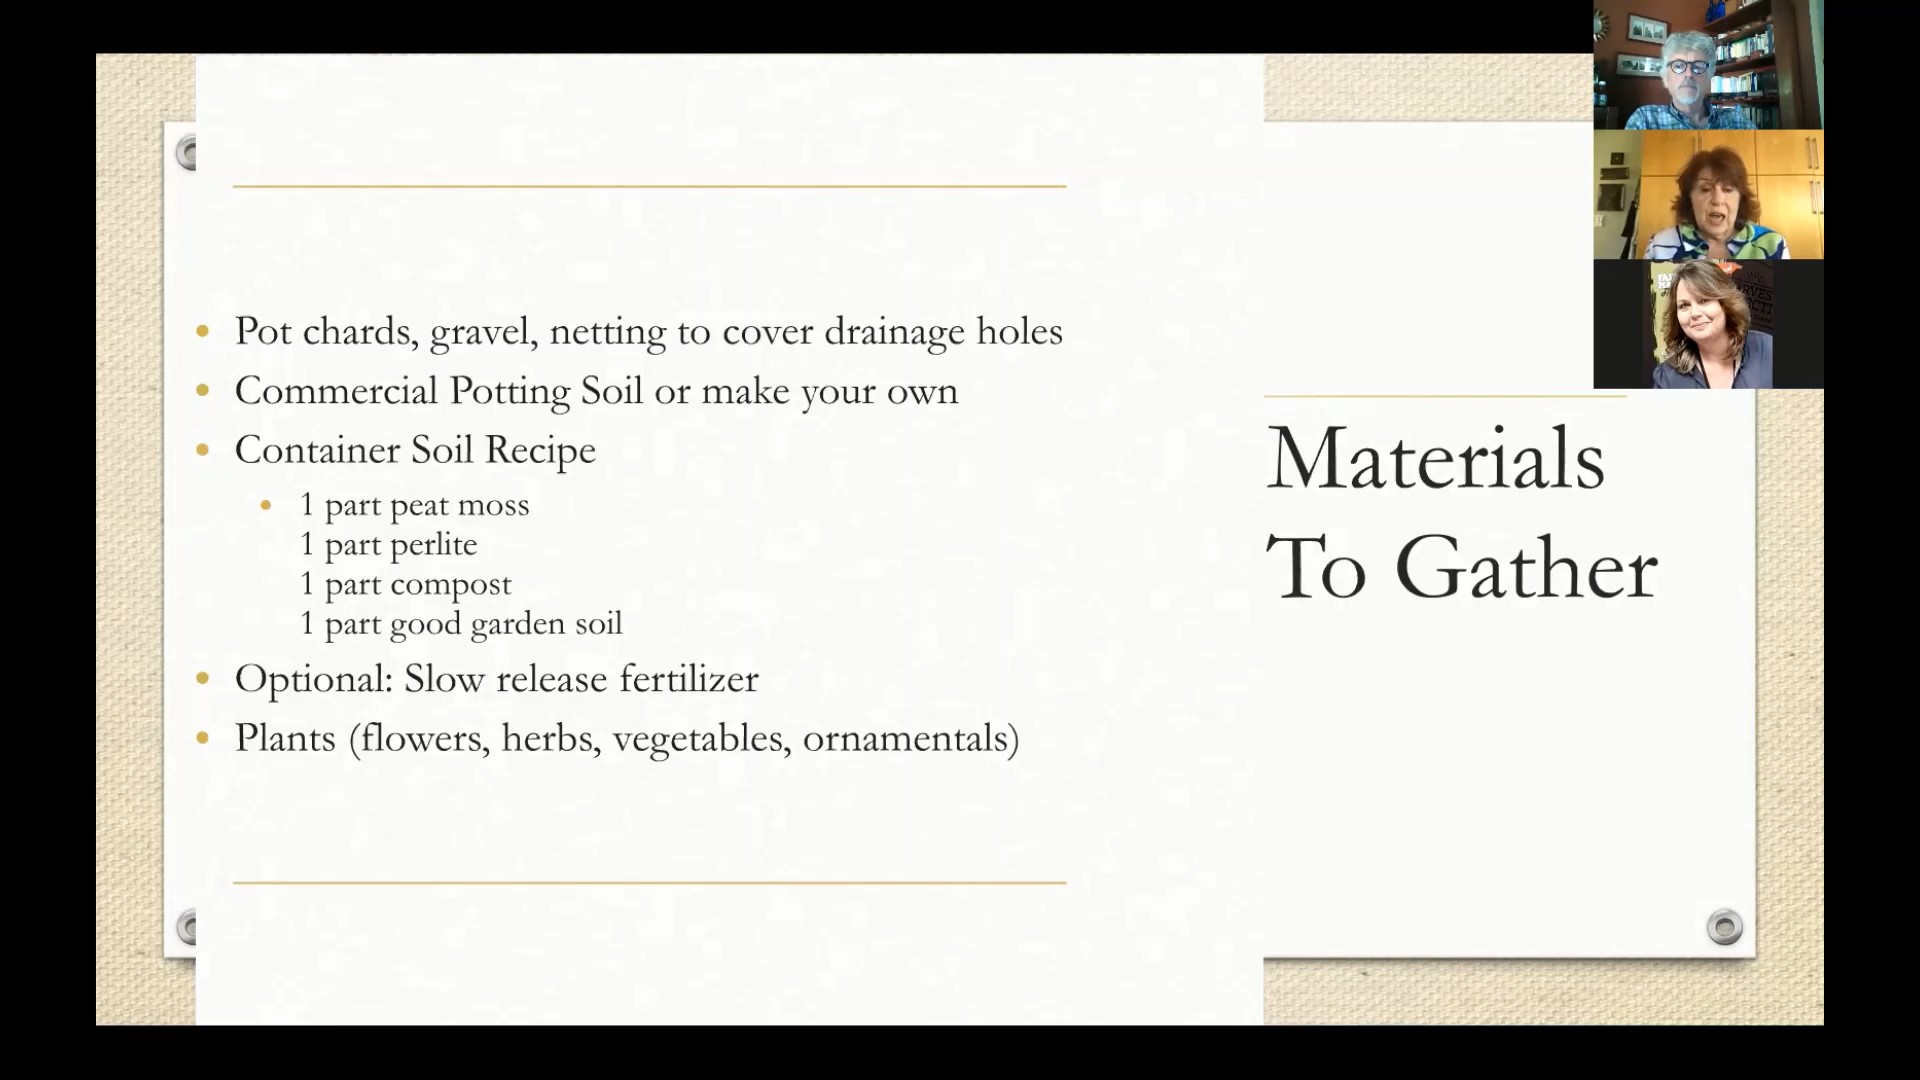 Pot chards, gravel, netting to cover drainage holes
Commercial Potting Soil or make your own
Container Soil Recipe
1 part peat moss
1 part perlite
1 part compost
1 part good garden soil
Optional: Slow release fertilizer
Plants (flowers, herbs, vegetables, ornamentals)
Materials
To Gather